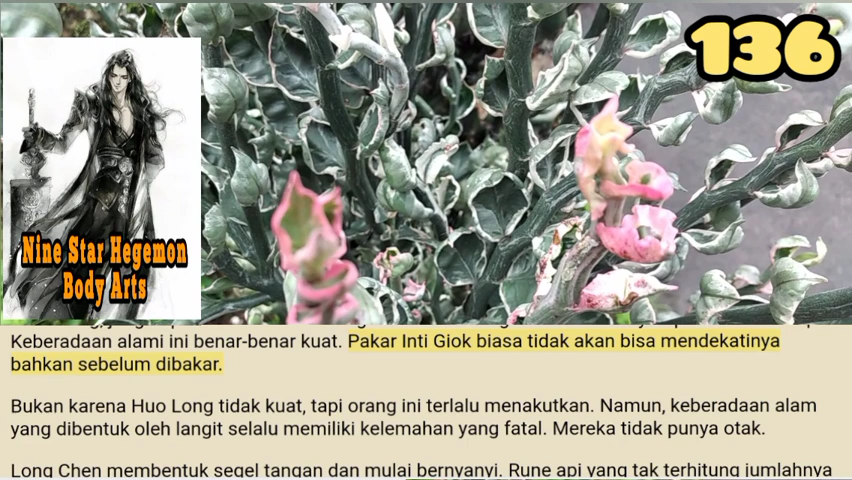 136
Nine Star Hegemon
Body Arts
Keberadaan alami ini benar-benar kuat. Pakar Inti Giok biasa tidak akan bisa mendekatinya
bahkan sebelum dibakar.
Bukan karena Huo Long tidak kuat, tapi orang ini terlalu menakutkan. Namun, keberadaan alam
yang dibentuk oleh langit selalu memiliki kelemahan yang fatal. Mereka tidak punya otak.
Long Chen membentuk segel tangan dan mulai bernyanyi. Rune api yang tak terhitung jumlahnya